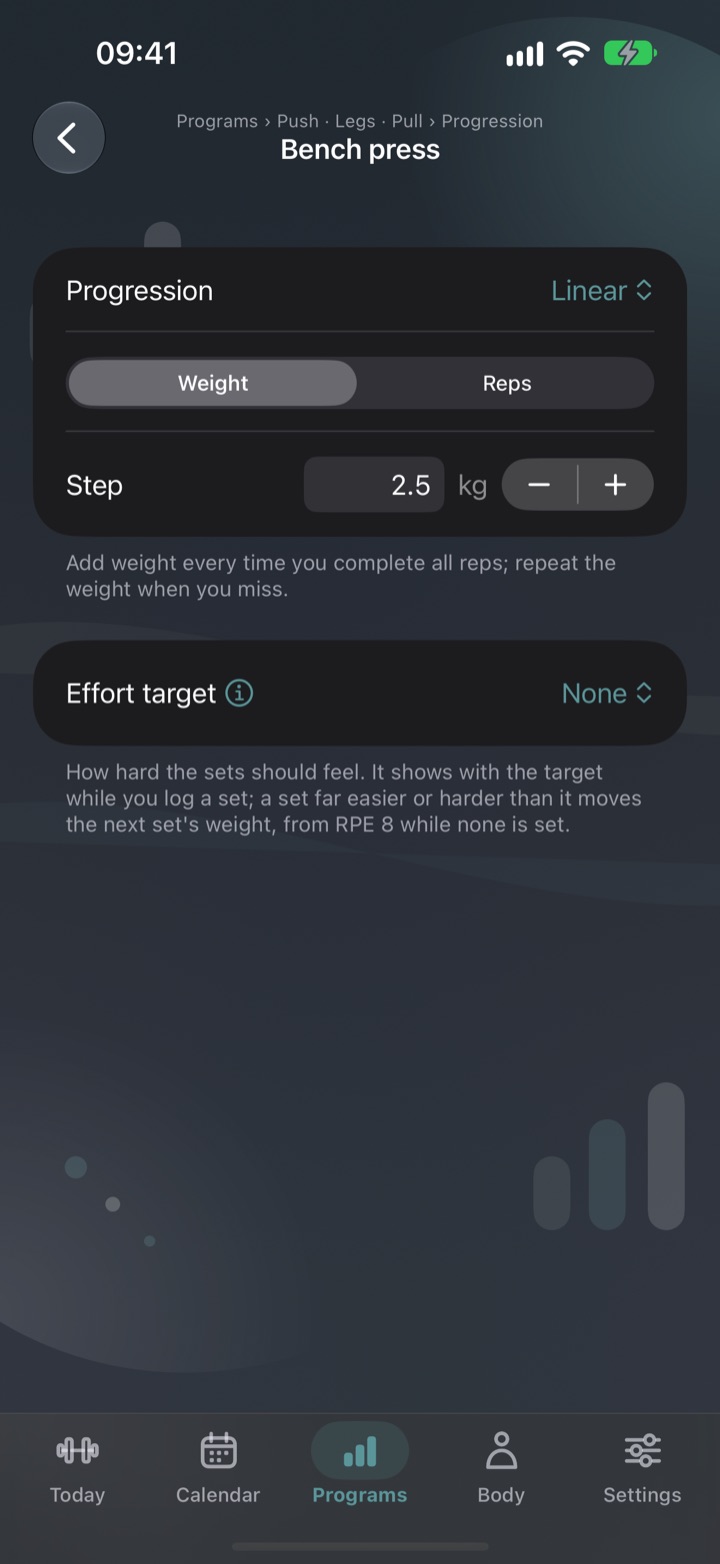 09:41
Programs › Push · Legs · Pull › Progression
Bench press
Progression
Linear
Weight
Reps
Step
2.5
kg
Add weight every time you complete all reps; repeat the
weight when you miss.
Effort target
None
How hard the sets should feel. It shows with the target
while you log a set; a set far easier or harder than it moves
the next set's weight, from RPE 8 while none is set.
Today
Calendar
Programs
Body
Settings